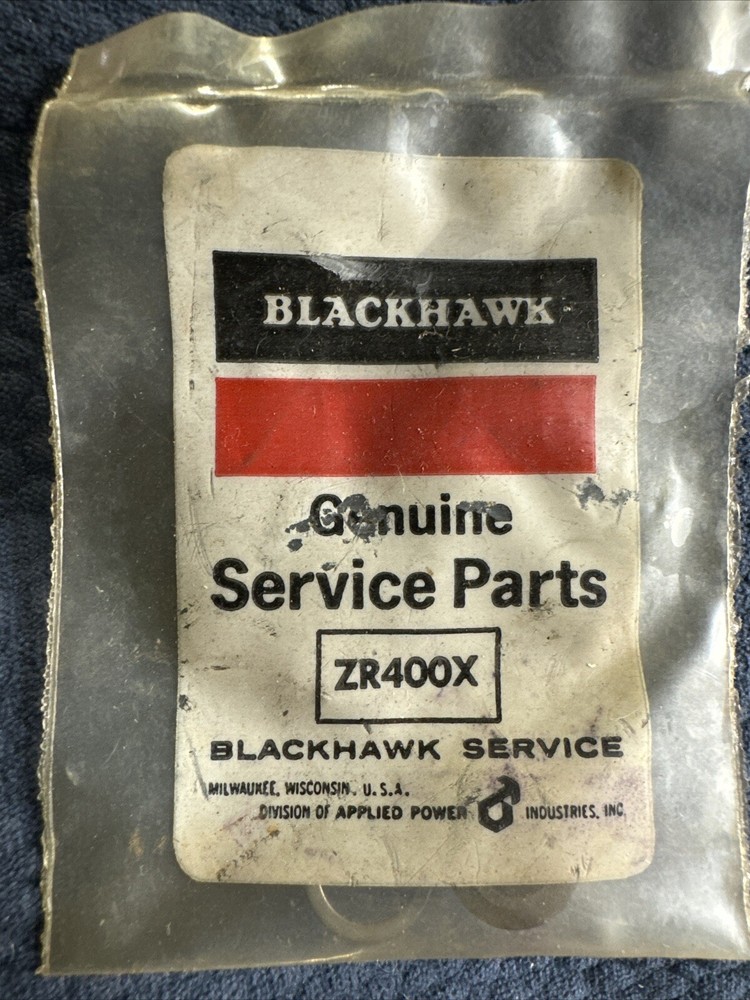 BLACKHAWK
Genuine
Service Parts
ZR400X
BLACKHAWK SERVICE
MILWAUKEE, WISCONSIN, U.S.A.
DIVISION OF APPLIED POWER INDUSTRIES, INC.